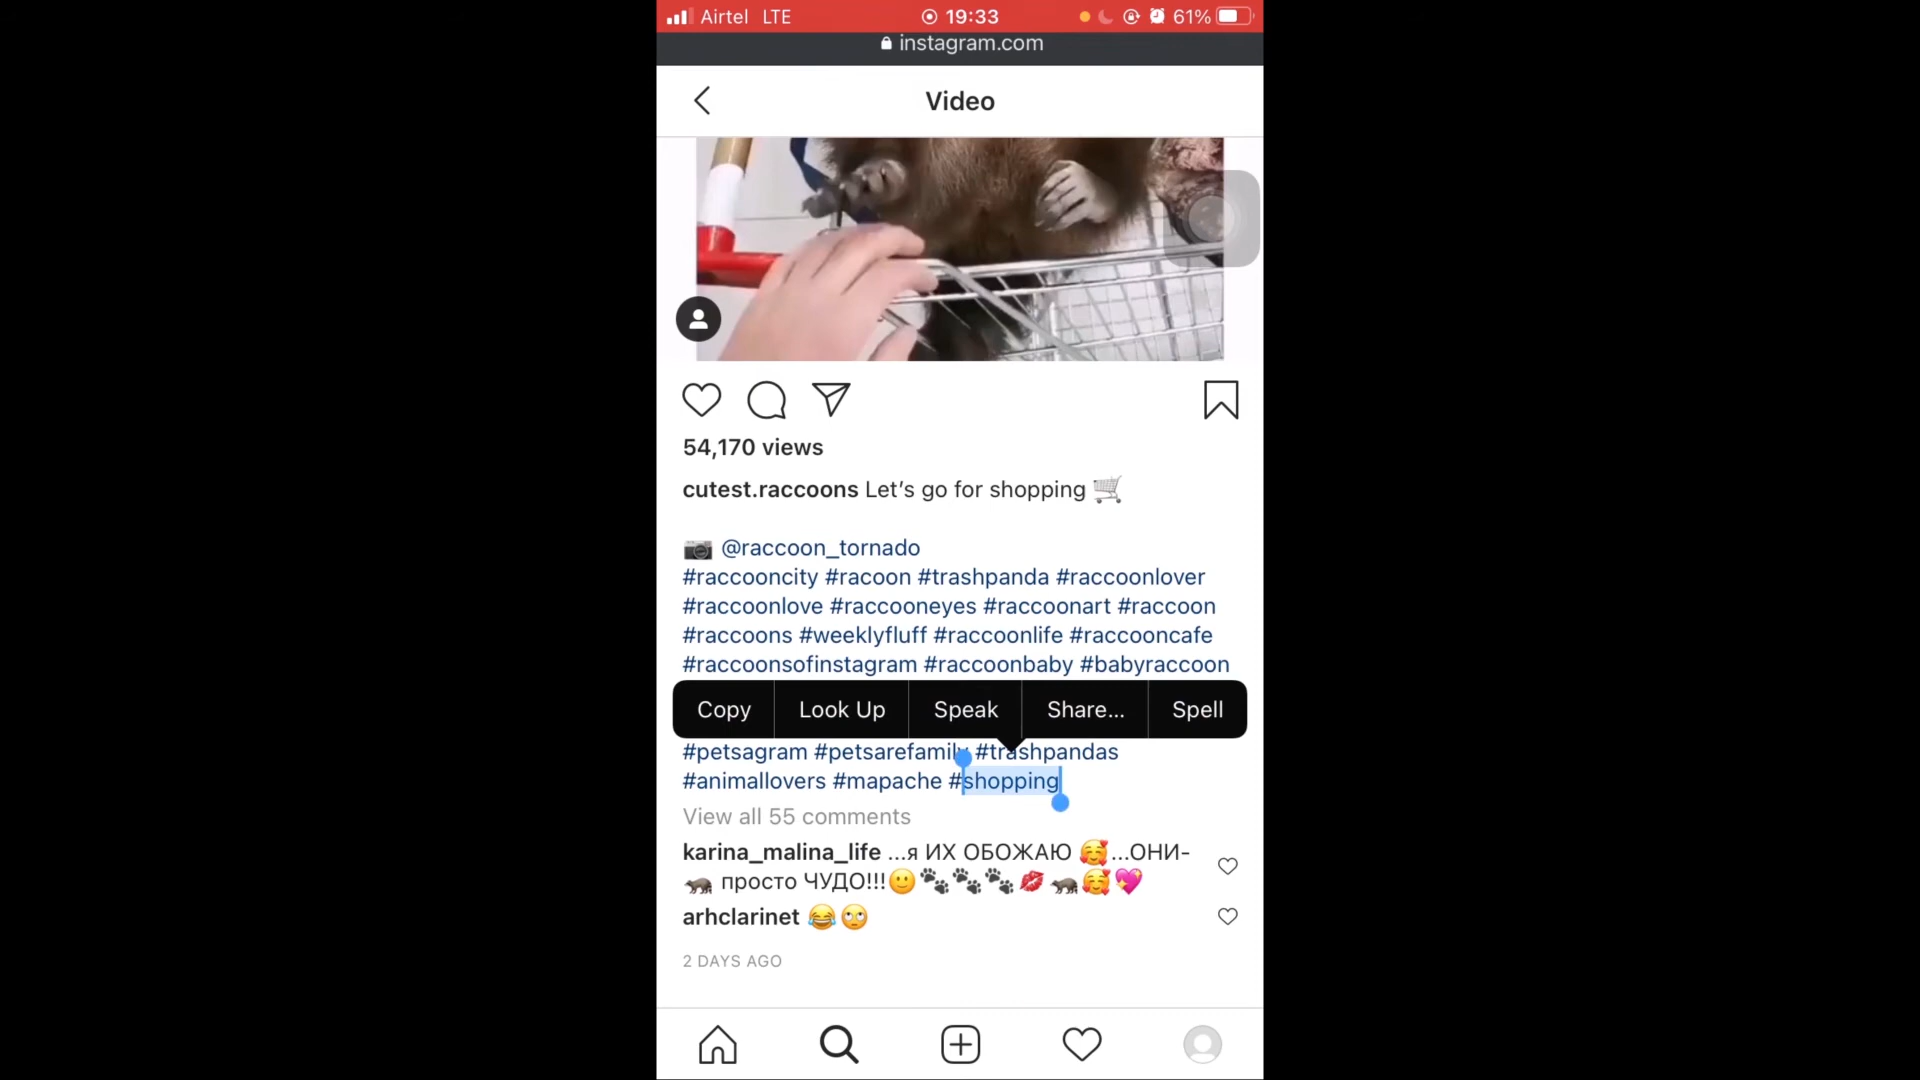 Airtel LTE 19:33 61%
instagram.com
Video
54,170 views
cutest.raccoons Let’s go for shopping 🛒
📷 @raccoon_tornado
#raccooncity #racoon #trashpanda #raccoonlover
#raccoonlove #raccooneyes #raccoonart #raccoon
#raccoons #weeklyfluff #raccoonlife #raccooncafe
#raccoonsofinstagram #raccoonbaby #babyraccoon
Copy Look Up Speak Share... Spell
#petsagram #petsarefamily #trashpandas
#animallovers #mapache #shopping
View all 55 comments
karina_malina_life ...я ИХ ОБОЖАЮ 🥰...ОНИ-
🦡 просто ЧУДО!!!🙂🐾🐾🐾💋🦡🥰💖
arhclarinet 😂🙄
2 DAYS AGO